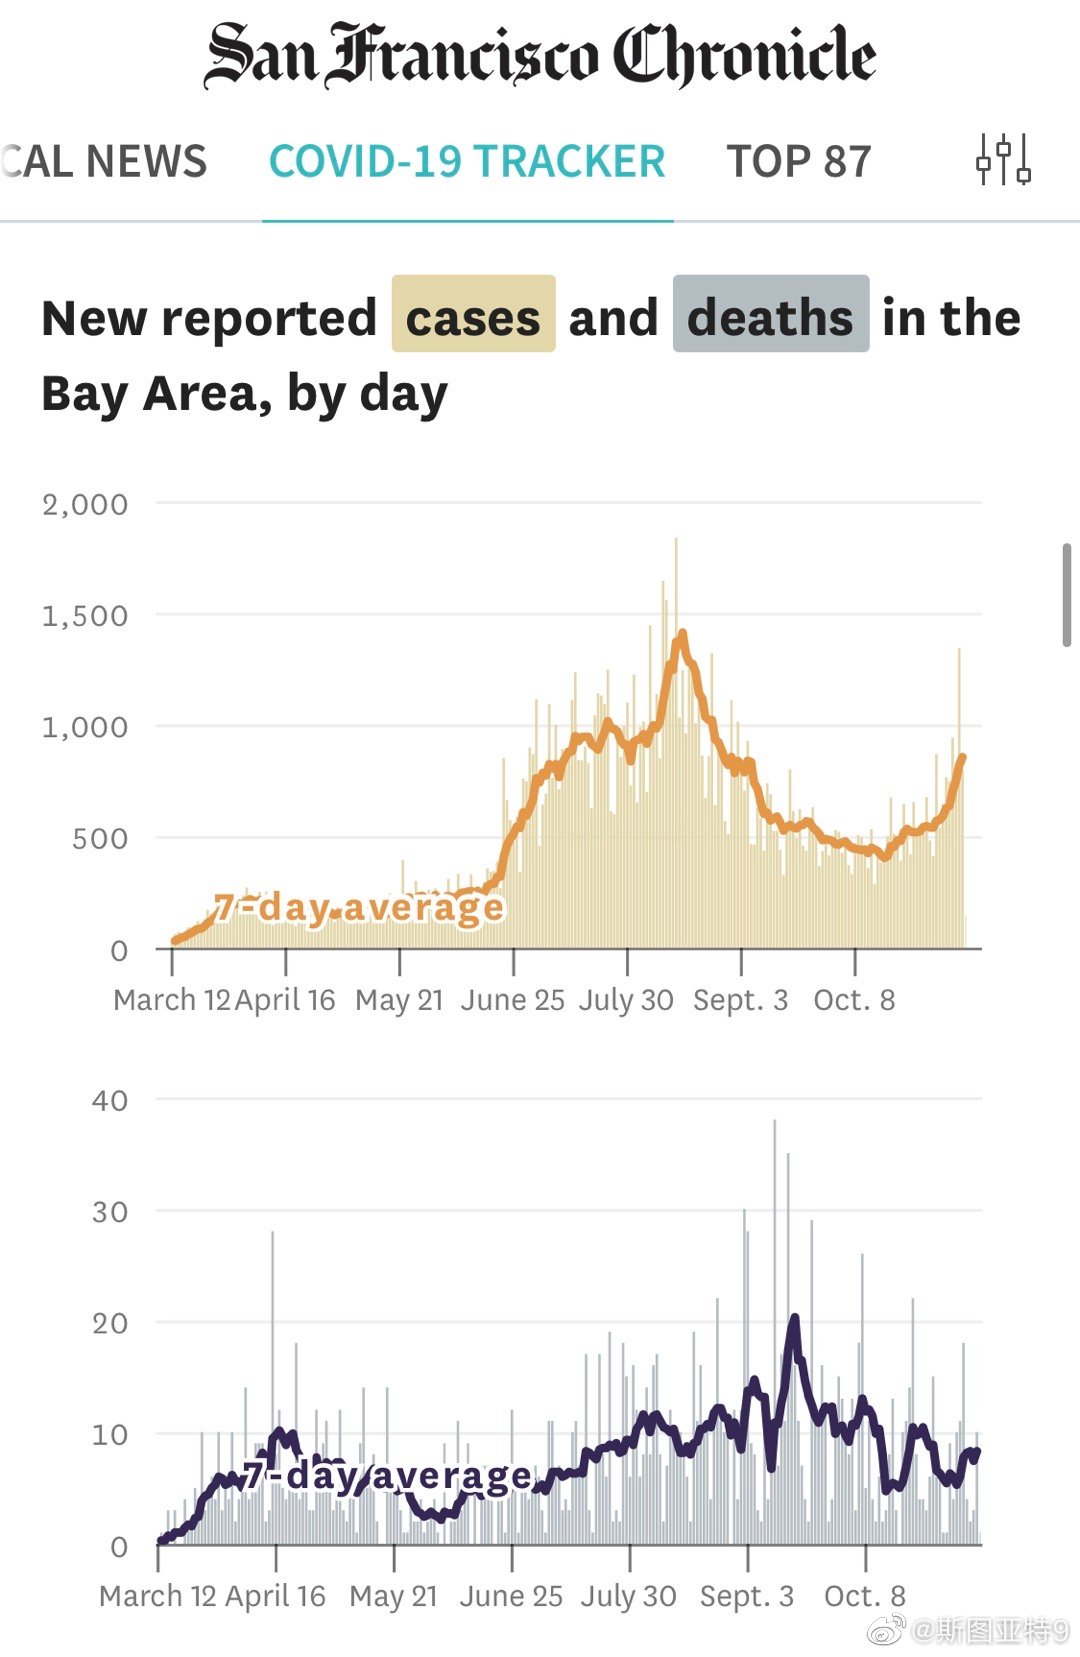 San Francisco Chronicle
CAL NEWS COVID-19 TRACKER TOP 87
New reported cases and deaths in the
Bay Area, by day
2,000
1,500
1,000
500
7-day average
0
March 12 April 16 May 21 June 25 July 30 Sept. 3 Oct. 8
40
30
20
10
7-day average
0
March 12 April 16 May 21 June 25 July 30 Sept. 3 Oct. 8
@斯图亚特9